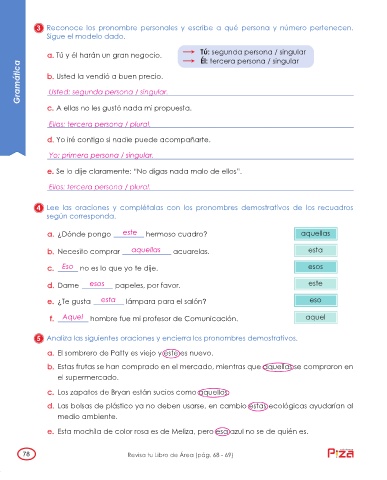 Gramática
3 Reconoce los pronombre personales y escribe a qué persona y número pertenecen.
Sigue el modelo dado.
a. Tú y él harán un gran negocio.
Tú: segunda persona / singular
Él: tercera persona / singular
b. Usted la vendió a buen precio.
Usted: segunda persona / singular.
c. A ellas no les gustó nada mi propuesta.
Ellas: tercera persona / plural.
d. Yo iré contigo si nadie puede acompañarte.
Yo: primera persona / singular.
e. Se lo dije claramente: “No digas nada malo de ellos”.
Ellos: tercera persona / plural.
4 Lee las oraciones y complétalas con los pronombres demostrativos de los recuadros
según corresponda.
a. ¿Dónde pongo este hermoso cuadro?
aquellas
b. Necesito comprar aquellas acuarelas.
esta
c. Eso no es lo que yo te dije.
esos
d. Dame esos papeles, por favor.
este
e. ¿Te gusta esta lámpara para el salón?
eso
f. Aquel hombre fue mi profesor de Comunicación.
aquel
5 Analiza las siguientes oraciones y encierra los pronombres demostrativos.
a. El sombrero de Patty es viejo y este es nuevo.
b. Estas frutas se han comprado en el mercado, mientras que aquellas se compraron en
el supermercado.
c. Los zapatos de Bryan están sucios como aquellos.
d. Las bolsas de plástico ya no deben usarse, en cambio estas ecológicas ayudarían al
medio ambiente.
e. Esta mochila de color rosa es de Meliza, pero esa azul no se de quién es.
78
Revisa tu Libro de Área (pág. 68 - 69)